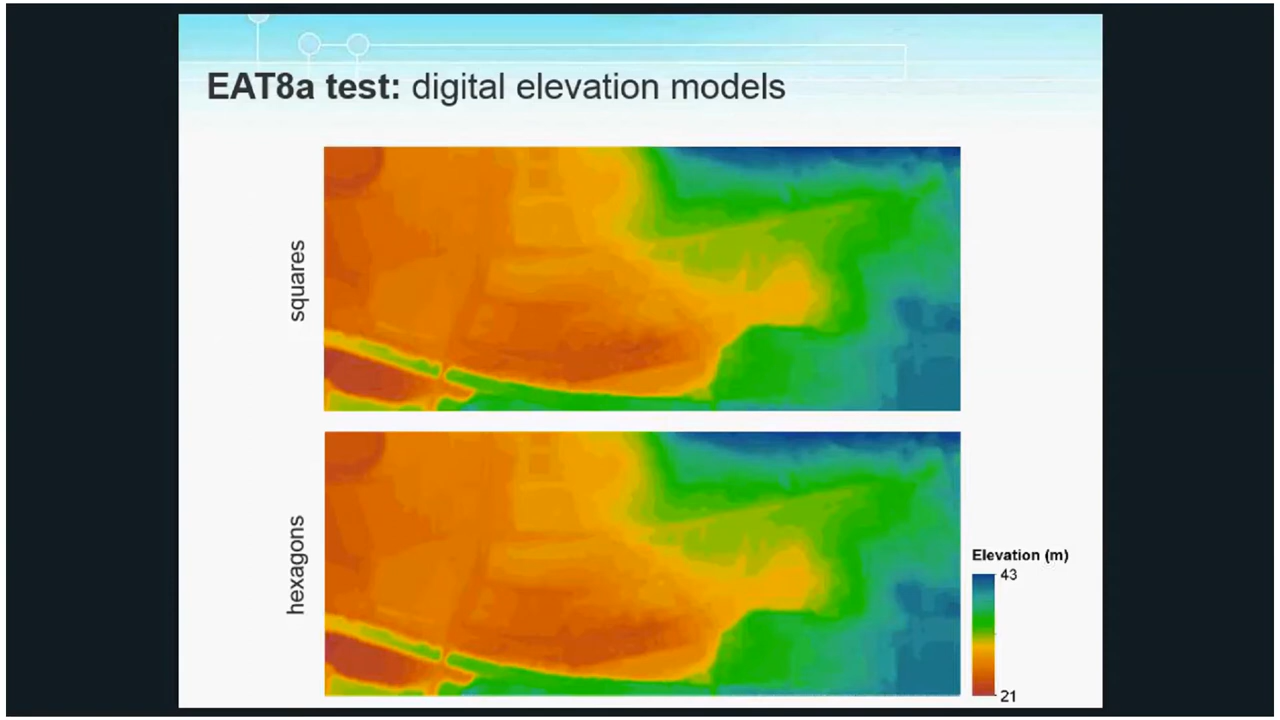 EAT8a test: digital elevation models
squares
hexagons
Elevation (m)
43
21